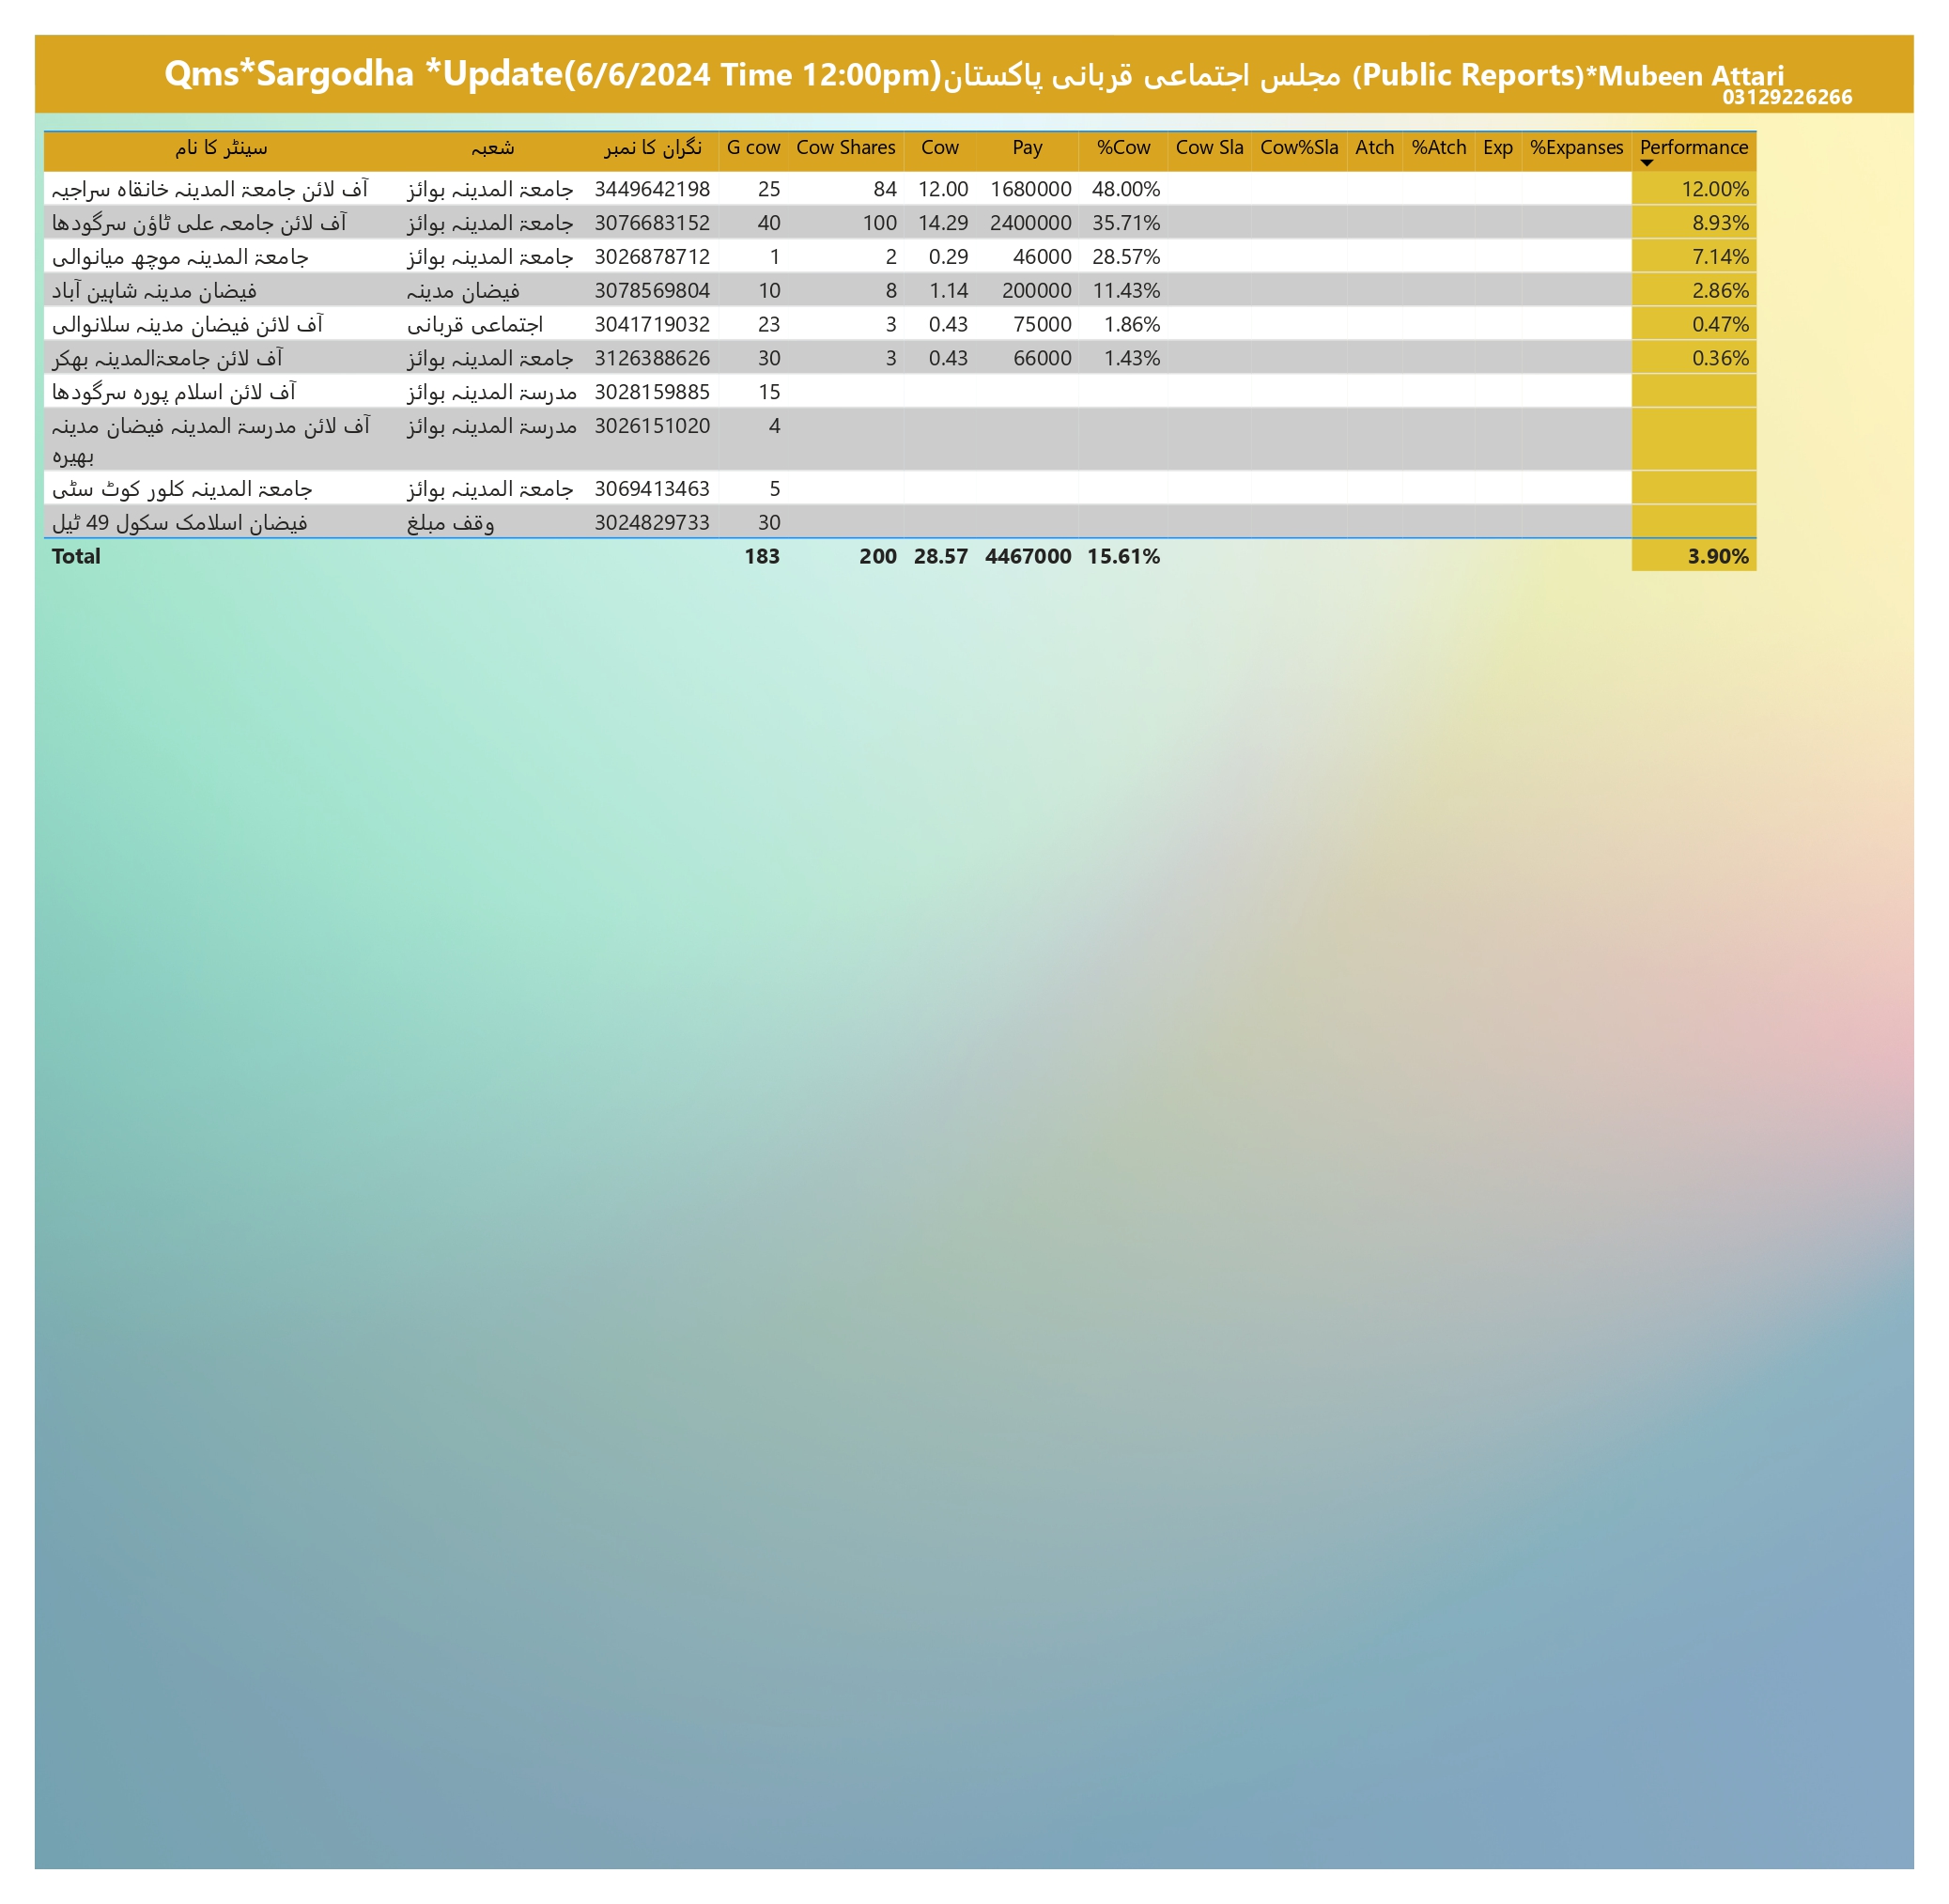 Qms*Sargodha *Update(6/6/2024 Time 12:00pm)مجلس اجتماعی قربانی پاکستان (Public Reports)*Mubeen Attari
03129226266
سینٹر کا نام شعبہ نگران کا نمبر G cow Cow Shares Cow Pay %Cow Cow Sla Cow%Sla Atch %Atch Exp %Expanses Performance
آف لائن جامعۃ المدینہ خانقاہ سراجیہ جامعۃ المدینہ بوائز 3449642198 25 84 12.00 1680000 48.00% 12.00%
آف لائن جامعہ علی ٹاؤن سرگودھا جامعۃ المدینہ بوائز 3076683152 40 100 14.29 2400000 35.71% 8.93%
جامعۃ المدینہ موچھ میانوالی جامعۃ المدینہ بوائز 3026878712 1 2 0.29 46000 28.57% 7.14%
فیضان مدینہ شاہین آباد فیضان مدینہ 3078569804 10 8 1.14 200000 11.43% 2.86%
آف لائن فیضان مدینہ سلانوالی اجتماعی قربانی 3041719032 23 3 0.43 75000 1.86% 0.47%
آف لائن جامعۃالمدینہ بھکر جامعۃ المدینہ بوائز 3126388626 30 3 0.43 66000 1.43% 0.36%
آف لائن اسلام پورہ سرگودھا مدرسۃ المدینہ بوائز 3028159885 15
آف لائن مدرسۃ المدینہ فیضان مدینہ مدرسۃ المدینہ بوائز 3026151020 4
بھیرہ
جامعۃ المدینہ کلور کوٹ سٹی جامعۃ المدینہ بوائز 3069413463 5
فیضان اسلامک سکول 49 ٹیل وقف مبلغ 3024829733 30
Total 183 200 28.57 4467000 15.61% 3.90%